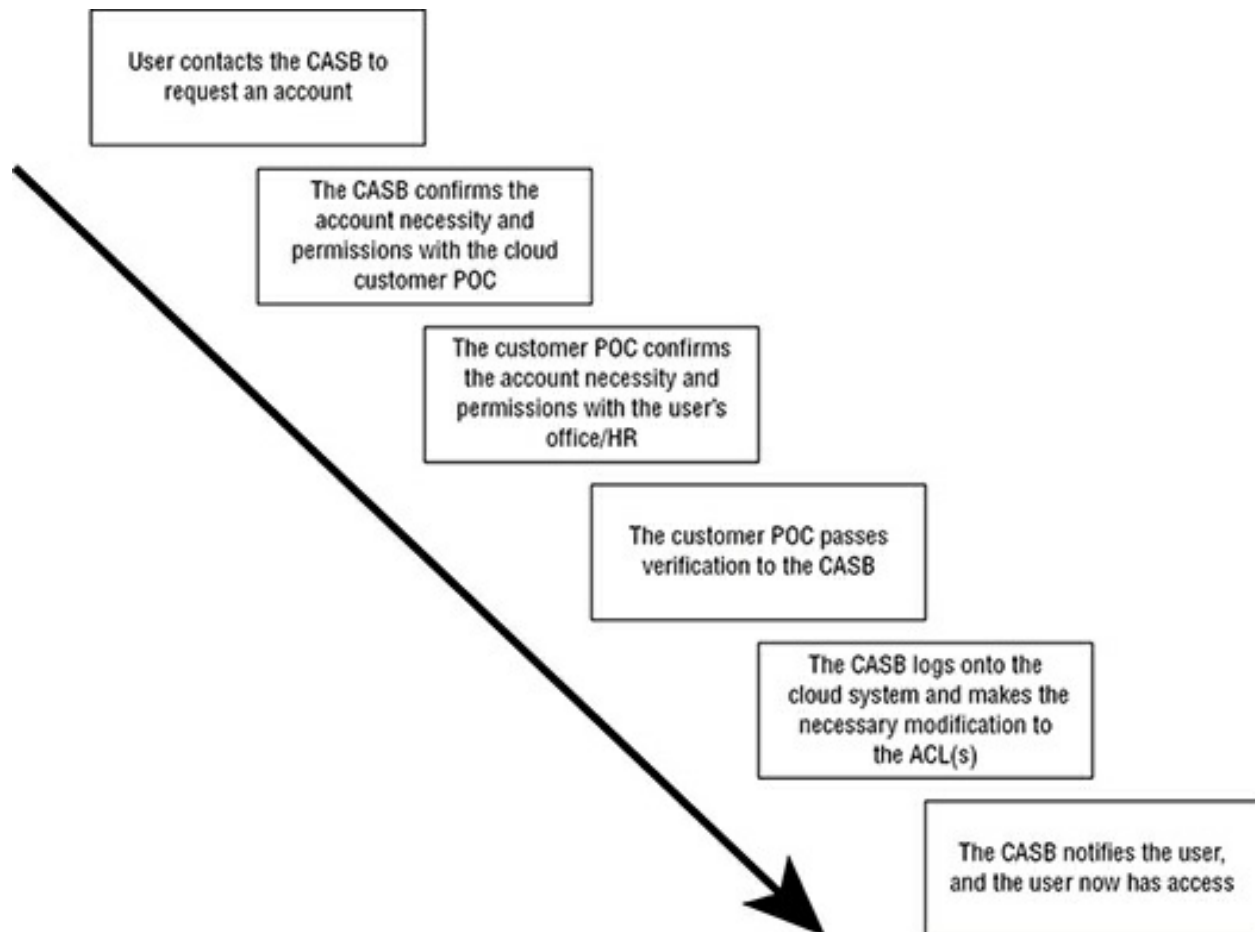 User contacts the CASB to
request an account
The CASB confirms the
account necessity and
permissions with the cloud
customer POC
The customer POC confirms
the account necessity and
permissions with the user's
office/HR
The customer POC passes
verification to the CASB
The CASB logs onto the
cloud system and makes the
necessary modification to
the ACL(s)
The CASB notifies the user,
and the user now has access